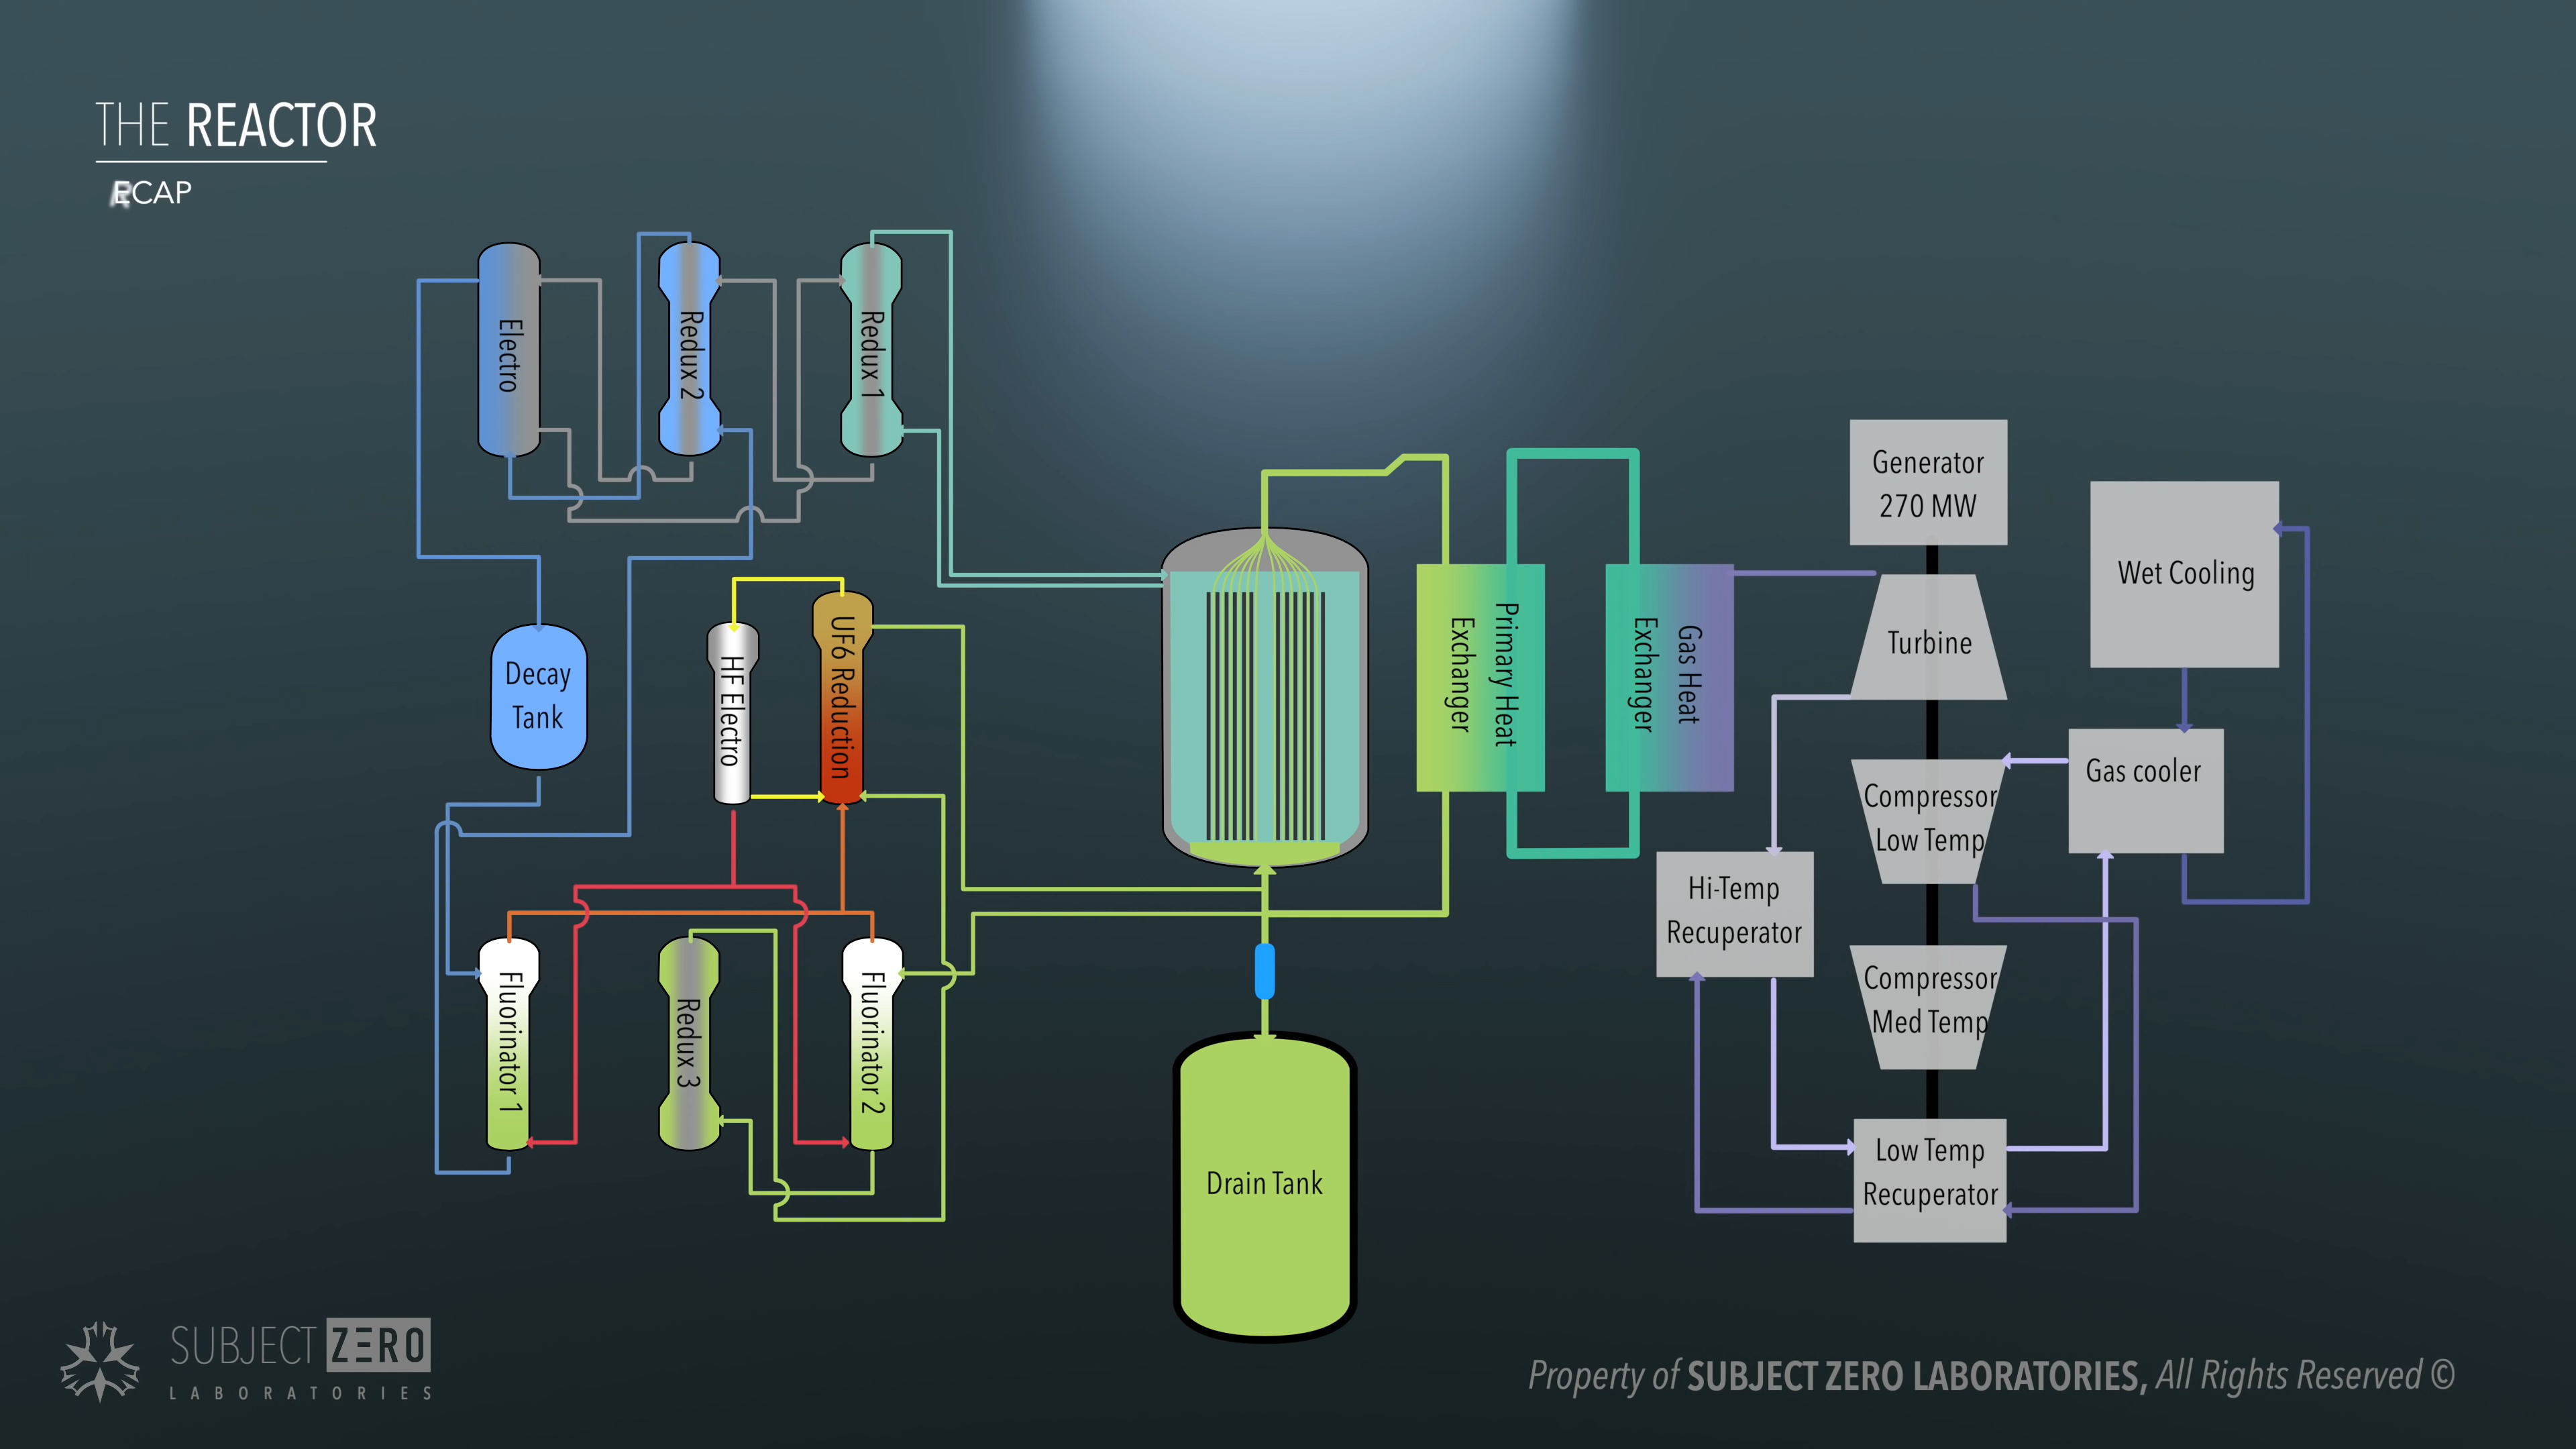 THE REACTOR
RECAP
Electro
Redux 2
Redux 1
Decay
Tank
HF Electro
UF6 Reduction
Fluorinator 1
Redux 3
Fluorinator 2
Drain Tank
Primary Heat
Exchanger
Gas Heat
Exchanger
Generator
270 MW
Turbine
Wet Cooling
Compressor
Low Temp
Gas cooler
Hi-Temp
Recuperator
Compressor
Med Temp
Low Temp
Recuperator
SUBJECT ZERO
LABORATORIES
Property of SUBJECT ZERO LABORATORIES, All Rights Reserved ©